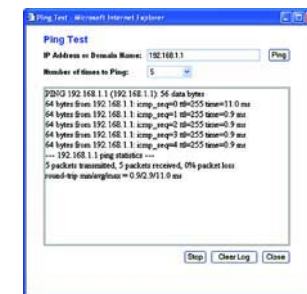 Ping Test - Microsoft Internet Explorer
Ping Test
IP Address or Domain Name: 192.168.1.1 Ping
Number of times to Ping: 5
PING 192.168.1.1 (192.168.1.1): 56 data bytes
64 bytes from 192.168.1.1: icmp_seq=0 ttl=255 time=11.0 ms
64 bytes from 192.168.1.1: icmp_seq=1 ttl=255 time=0.9 ms
64 bytes from 192.168.1.1: icmp_seq=2 ttl=255 time=0.9 ms
64 bytes from 192.168.1.1: icmp_seq=3 ttl=255 time=0.9 ms
64 bytes from 192.168.1.1: icmp_seq=4 ttl=255 time=0.9 ms
--- 192.168.1.1 ping statistics ---
5 packets transmitted, 5 packets received, 0% packet loss
round-trip min/avg/max = 0.9/2.9/11.0 ms
Stop Clear Log Close